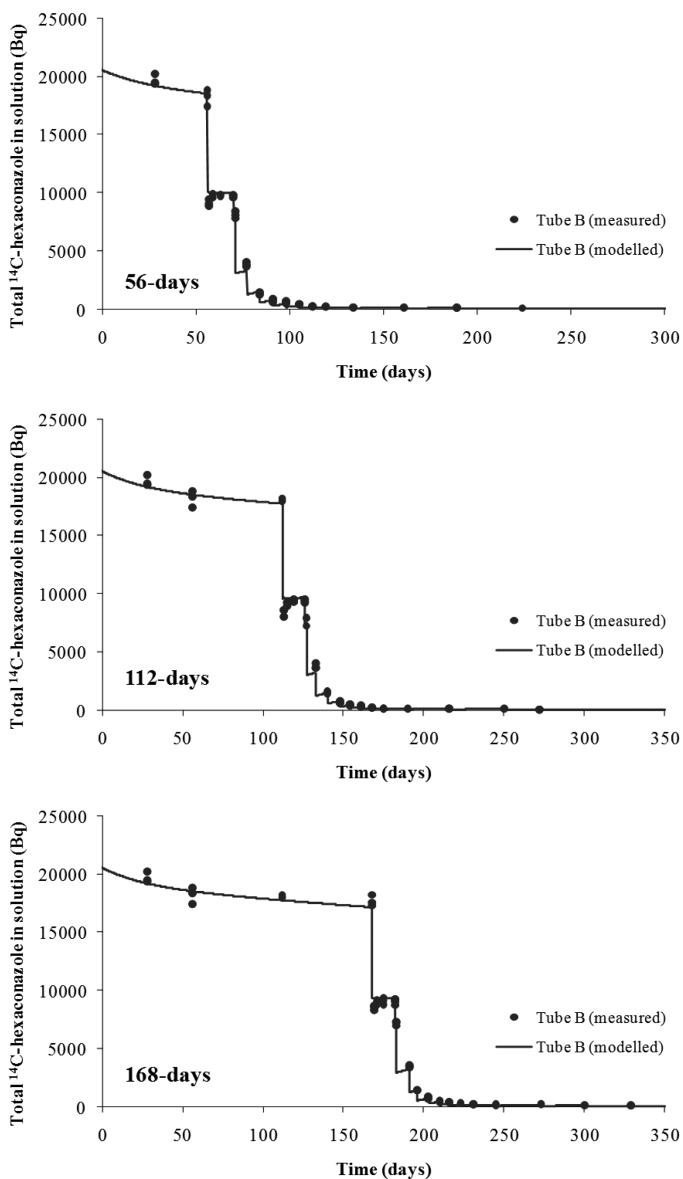 Total ¹⁴C-hexaconazole in solution (Bq)
25000
20000
15000
10000
5000
0
0 50 100 150 200 250 300
Time (days)
56-days
Tube B (measured)
Tube B (modelled)
Total ¹⁴C-hexaconazole in solution (Bq)
25000
20000
15000
10000
5000
0
0 50 100 150 200 250 300 350
Time (days)
112-days
Tube B (measured)
Tube B (modelled)
Total ¹⁴C-hexaconazole in solution (Bq)
25000
20000
15000
10000
5000
0
0 50 100 150 200 250 300 350
Time (days)
168-days
Tube B (measured)
Tube B (modelled)